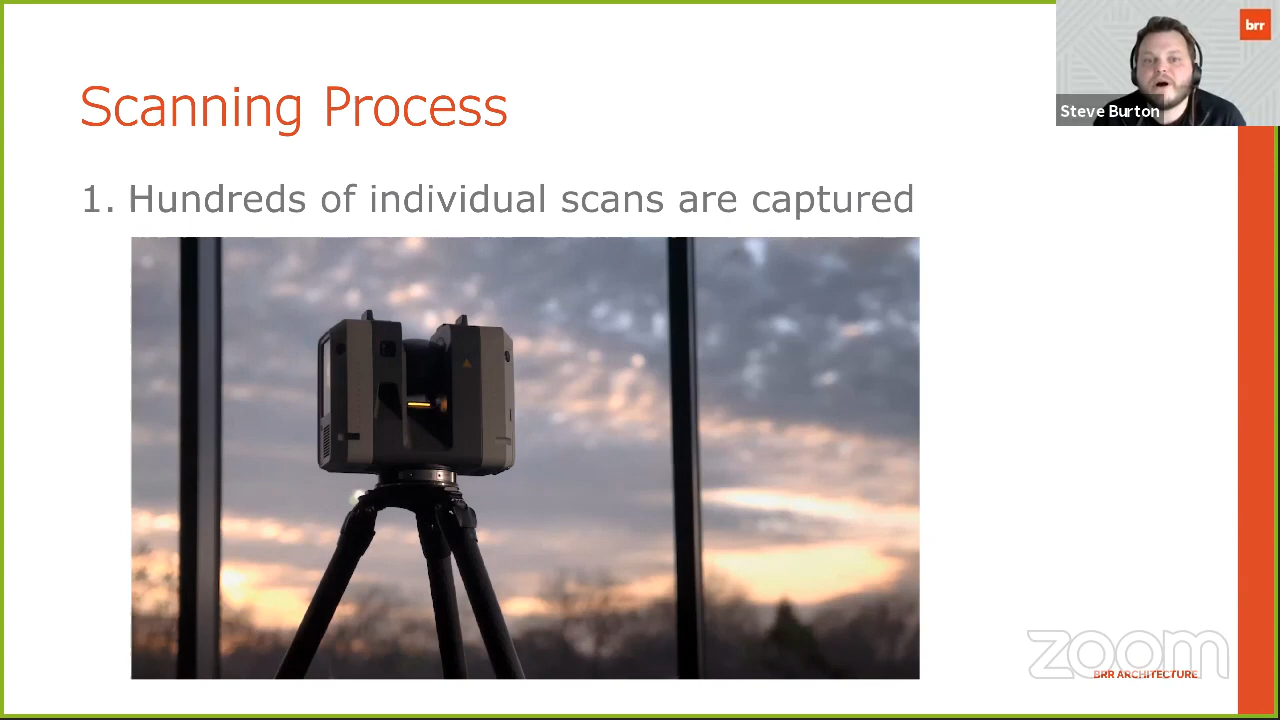 brr
Steve Burton
Scanning Process
1. Hundreds of individual scans are captured
zoom
BRR ARCHITECTURE